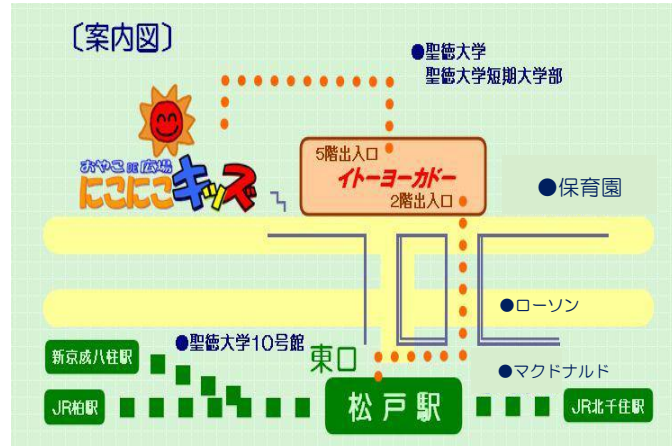 〔案内図〕
●聖徳大学
聖徳大学短期大学部
5階出入口
イトーヨーカドー
2階出入口
おやこDE広場
にこにこキッズ
●保育園
●ローソン
●聖徳大学10号館
東口
新京成八柱駅
●マクドナルド
JR柏駅
松戸駅
JR北千住駅